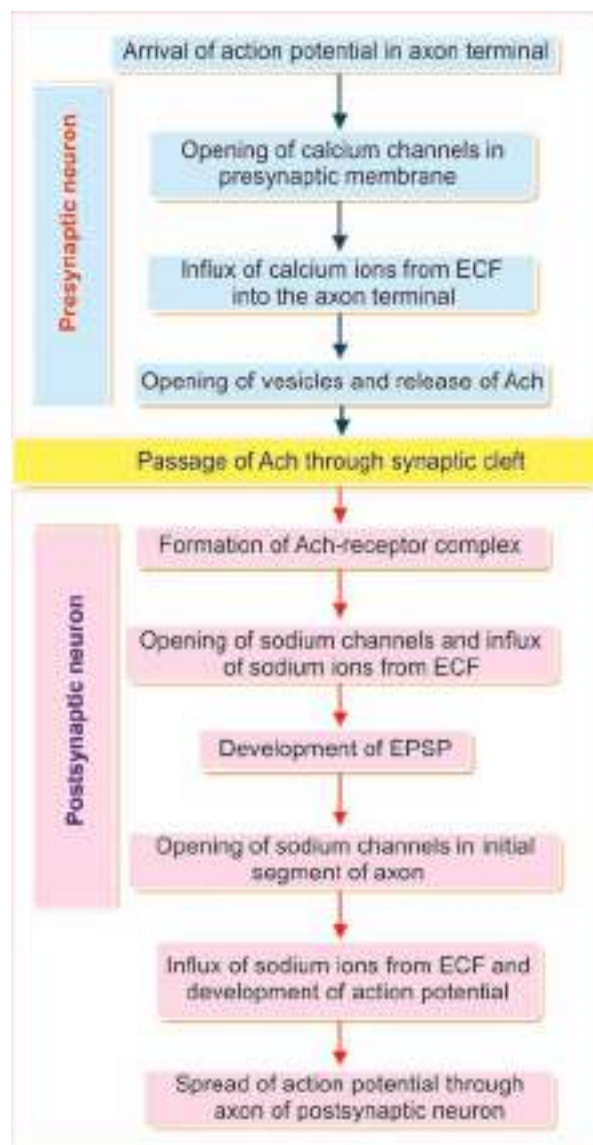 Arrival of action potential in axon terminal
Presynaptic neuron
Opening of calcium channels in
presynaptic membrane
Influx of calcium ions from ECF
into the axon terminal
Opening of vesicles and release of Ach
Passage of Ach through synaptic cleft
Postsynaptic neuron
Formation of Ach-receptor complex
Opening of sodium channels and influx
of sodium ions from ECF
Development of EPSP
Opening of sodium channels in initial
segment of axon
Influx of sodium ions from ECF and
development of action potential
Spread of action potential through
axon of postsynaptic neuron